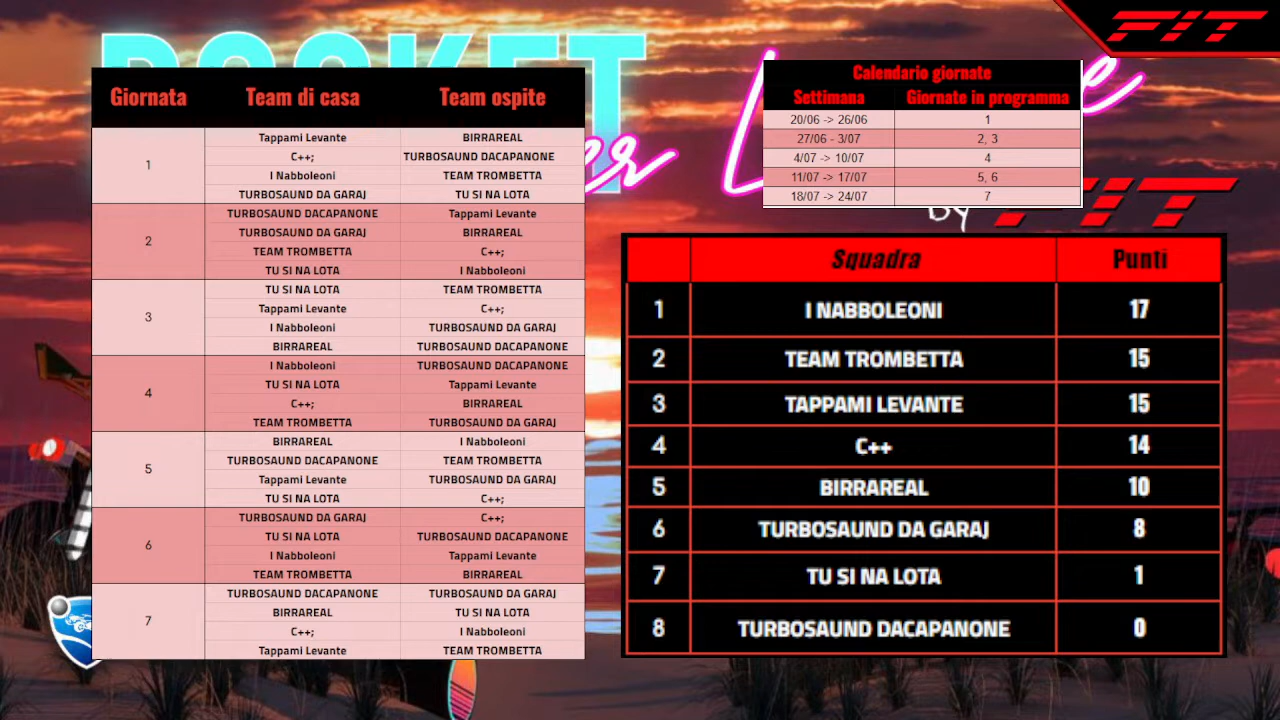 FIT
ROCKET
by FIT
Giornata Team di casa Team ospite
1
Tappami Levante BIRRAREAL
C++; TURBOSAUND DACAPANONE
I Nabboleoni TEAM TROMBETTA
TURBOSAUND DA GARAJ TU SI NA LOTA
2
TURBOSAUND DACAPANONE Tappami Levante
TURBOSAUND DA GARAJ BIRRAREAL
TEAM TROMBETTA C++;
TU SI NA LOTA I Nabboleoni
3
TU SI NA LOTA TEAM TROMBETTA
Tappami Levante C++;
I Nabboleoni TURBOSAUND DA GARAJ
BIRRAREAL TURBOSAUND DACAPANONE
4
I Nabboleoni TURBOSAUND DACAPANONE
TU SI NA LOTA Tappami Levante
C++; BIRRAREAL
TEAM TROMBETTA TURBOSAUND DA GARAJ
5
BIRRAREAL I Nabboleoni
TURBOSAUND DACAPANONE TEAM TROMBETTA
Tappami Levante TURBOSAUND DA GARAJ
TU SI NA LOTA C++;
6
TURBOSAUND DA GARAJ C++;
TU SI NA LOTA TURBOSAUND DACAPANONE
I Nabboleoni Tappami Levante
TEAM TROMBETTA BIRRAREAL
7
TURBOSAUND DACAPANONE TURBOSAUND DA GARAJ
BIRRAREAL TU SI NA LOTA
C++; I Nabboleoni
Tappami Levante TEAM TROMBETTA
Calendario giornate
Settimana Giornate in programma
20/06 -> 26/06 1
27/06 - 3/07 2, 3
4/07 -> 10/07 4
11/07 -> 17/07 5, 6
18/07 -> 24/07 7
Squadra Punti
1 I NABBOLEONI 17
2 TEAM TROMBETTA 15
3 TAPPAMI LEVANTE 15
4 C++ 14
5 BIRRAREAL 10
6 TURBOSAUND DA GARAJ 8
7 TU SI NA LOTA 1
8 TURBOSAUND DACAPANONE 0